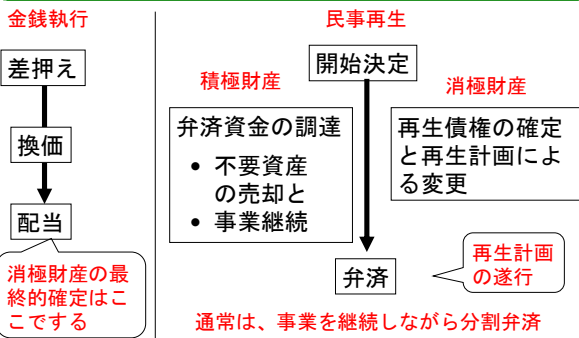 金銭執行
差押え
換価
配当
消極財産の最
終的確定はこ
こでする
民事再生
開始決定
積極財産
弁済資金の調達
• 不要資産
の売却と
• 事業継続
消極財産
再生債権の確定
と再生計画によ
る変更
弁済
再生計画
の遂行
通常は、事業を継続しながら分割弁済